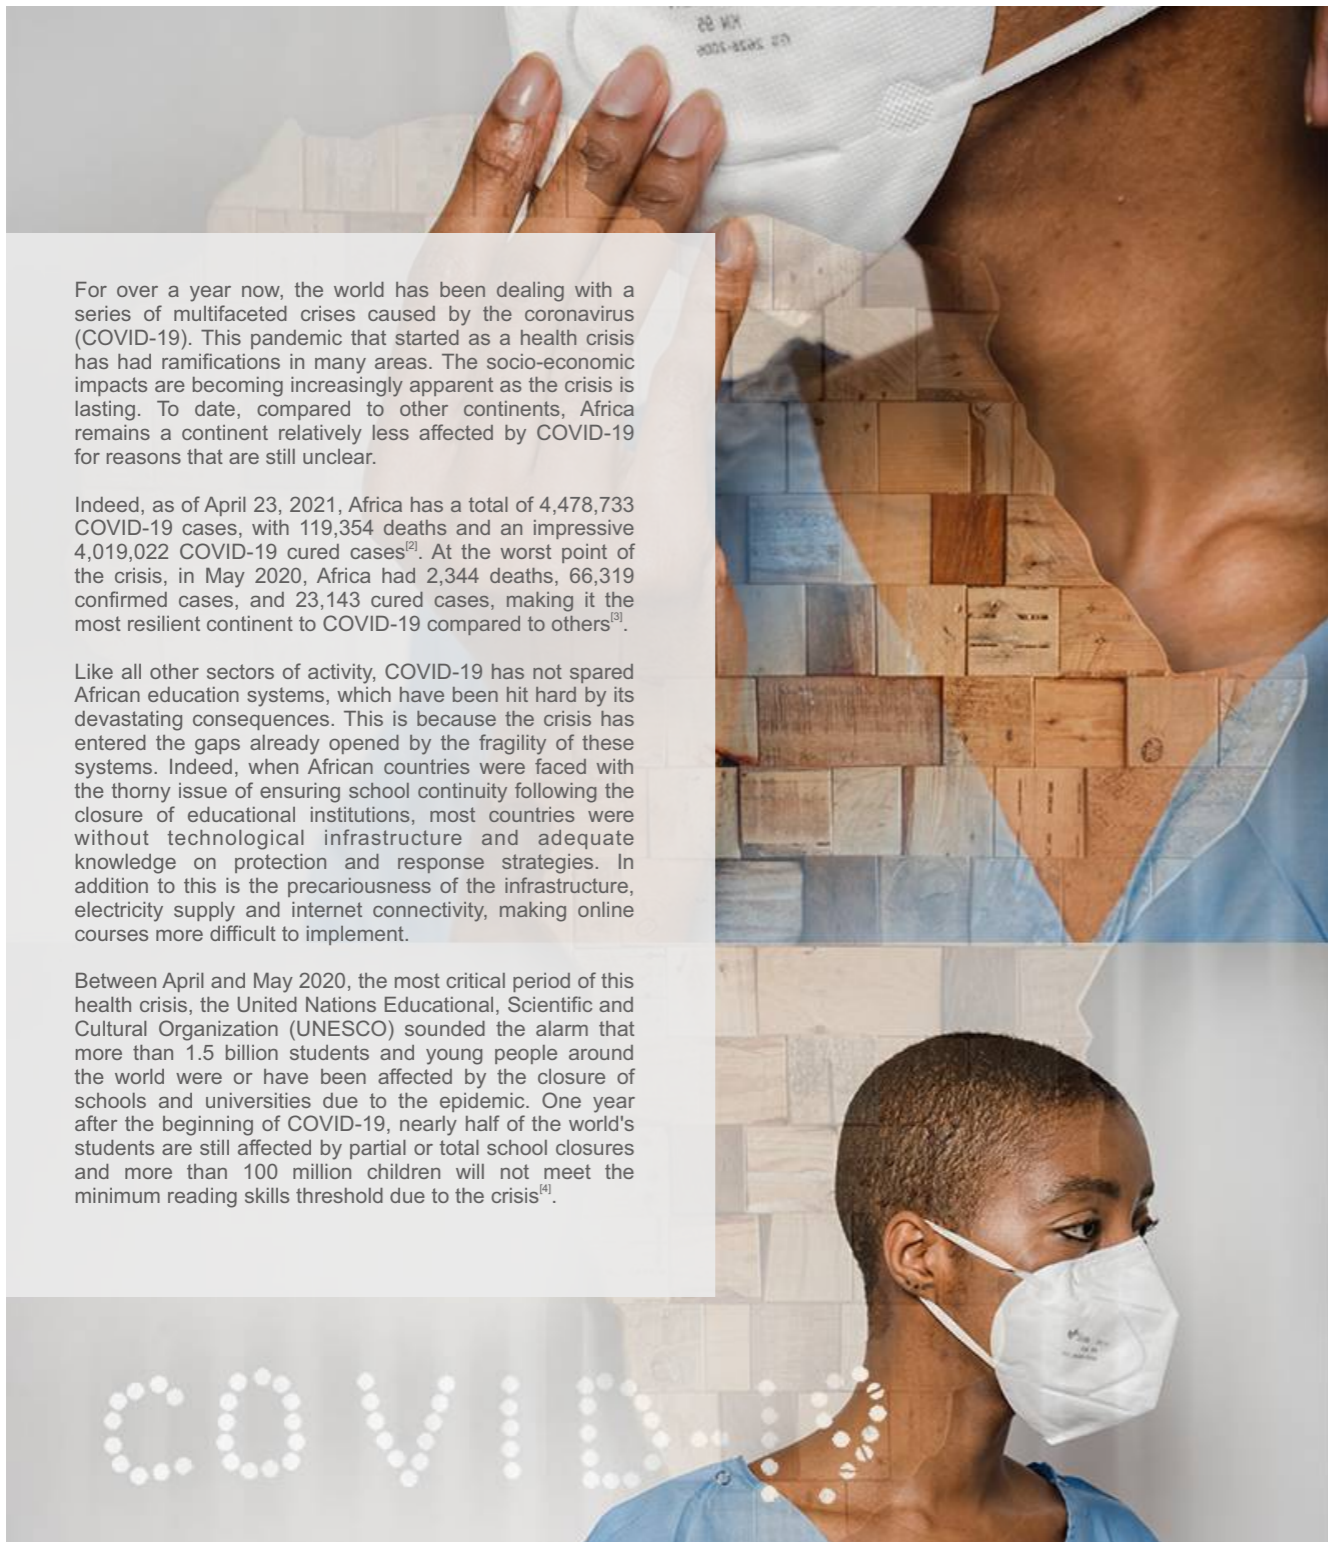 KN 95
GB 2626-2006
For over a year now, the world has been dealing with a
series of multifaceted crises caused by the coronavirus
(COVID-19). This pandemic that started as a health crisis
has had ramifications in many areas. The socio-economic
impacts are becoming increasingly apparent as the crisis is
lasting. To date, compared to other continents, Africa
remains a continent relatively less affected by COVID-19
for reasons that are still unclear.
Indeed, as of April 23, 2021, Africa has a total of 4,478,733
COVID-19 cases, with 119,354 deaths and an impressive
4,019,022 COVID-19 cured cases[2]. At the worst point of
the crisis, in May 2020, Africa had 2,344 deaths, 66,319
confirmed cases, and 23,143 cured cases, making it the
most resilient continent to COVID-19 compared to others[3].
Like all other sectors of activity, COVID-19 has not spared
African education systems, which have been hit hard by its
devastating consequences. This is because the crisis has
entered the gaps already opened by the fragility of these
systems. Indeed, when African countries were faced with
the thorny issue of ensuring school continuity following the
closure of educational institutions, most countries were
without technological infrastructure and adequate
knowledge on protection and response strategies. In
addition to this is the precariousness of the infrastructure,
electricity supply and internet connectivity, making online
courses more difficult to implement.
Between April and May 2020, the most critical period of this
health crisis, the United Nations Educational, Scientific and
Cultural Organization (UNESCO) sounded the alarm that
more than 1.5 billion students and young people around
the world were or have been affected by the closure of
schools and universities due to the epidemic. One year
after the beginning of COVID-19, nearly half of the world's
students are still affected by partial or total school closures
and more than 100 million children will not meet the
minimum reading skills threshold due to the crisis[4].
COVID-19